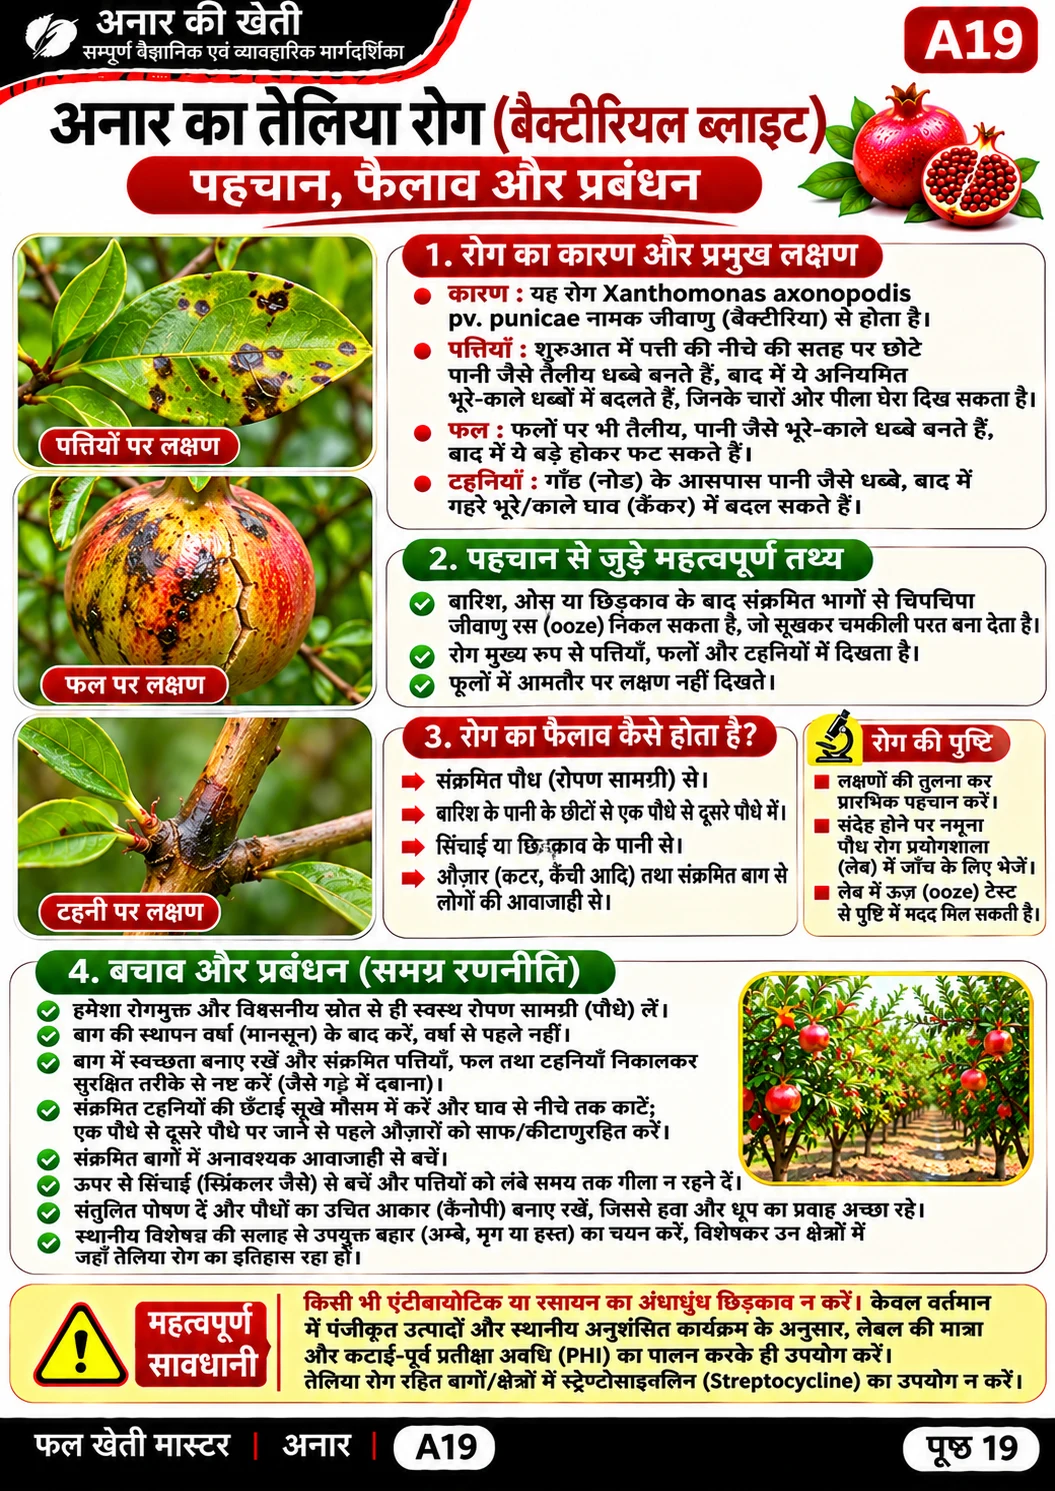 अनार की खेती
सम्पूर्ण वैज्ञानिक एवं व्यावहारिक मार्गदर्शिका
A19
अनार का तेलिया रोग (बैक्टीरियल ब्लाइट)
पहचान, फैलाव और प्रबंधन
पत्तियों पर लक्षण
फल पर लक्षण
टहनी पर लक्षण
1. रोग का कारण और प्रमुख लक्षण
कारण : यह रोग Xanthomonas axonopodis
pv. punicae नामक जीवाणु (बैक्टीरिया) से होता है।
पत्तियाँ : शुरुआत में पत्ती की नीचे की सतह पर छोटे
पानी जैसे तैलीय धब्बे बनते हैं, बाद में ये अनियमित
भूरे-काले धब्बों में बदलते हैं, जिनके चारों ओर पीला घेरा दिख सकता है।
फल : फलों पर भी तैलीय, पानी जैसे भूरे-काले धब्बे बनते हैं,
बाद में ये बड़े होकर फट सकते हैं।
टहनियाँ : गाँठ (नोड) के आसपास पानी जैसे धब्बे, बाद में
गहरे भूरे/काले घाव (कैंकर) में बदल सकते हैं।
2. पहचान से जुड़े महत्वपूर्ण तथ्य
बारिश, ओस या छिड़काव के बाद संक्रमित भागों से चिपचिपा
जीवाणु रस (ooze) निकल सकता है, जो सूखकर चमकीली परत बना देता है।
रोग मुख्य रुप से पत्तियाँ, फलों और टहनियों में दिखता है।
फूलों में आमतौर पर लक्षण नहीं दिखते।
3. रोग का फैलाव कैसे होता है?
संक्रमित पौध (रोपण सामग्री) से।
बारिश के पानी के छींटों से एक पौधे से दूसरे पौधे में।
सिंचाई या छिड़काव के पानी से।
औज़ार (कटर, कैंची आदि) तथा संक्रमित बाग से
लोगों की आवाजाही से।
रोग की पुष्टि
लक्षणों की तुलना कर
प्रारभिक पहचान करें।
संदेह होने पर नमूना
पौध रोग प्रयोगशाला
(लेब) में जाँच के लिए भेजें।
लेब में ऊज़ (ooze) टेस्ट
से पुष्टि में मदद मिल सकती है।
4. बचाव और प्रबंधन (समग्र रणनीति)
हमेशा रोगमुक्त और विश्वसनीय स्रोत से ही स्वस्थ रोपण सामग्री (पौधे) लें।
बाग की स्थापन वर्षा (मानसून) के बाद करें, वर्षा से पहले नहीं।
बाग में स्वच्छता बनाए रखें और संक्रमित पत्तियाँ, फल तथा टहनियाँ निकालकर
सुरक्षित तरीके से नष्ट करें (जैसे गड्ढे में दबाना)।
संक्रमित टहनियों की छँटाई सूखे मौसम में करें और घाव से नीचे तक काटें;
एक पौधे से दूसरे पौधे पर जाने से पहले औज़ारों को साफ/कीटाणुरहित करें।
संक्रमित बागों में अनावश्यक आवाजाही से बचें।
ऊपर से सिंचाई (स्प्रिंकलर जैसे) से बचें और पत्तियों को लंबे समय तक गीला न रहने दें।
संतुलित पोषण दें और पौधों का उचित आकार (कैंनोपी) बनाए रखें, जिससे हवा और धूप का प्रवाह अच्छा रहे।
स्थानीय विशेषज्ञ की सलाह से उपयुक्त बहार (अम्बे, मृग या हस्त) का चयन करें, विशेषकर उन क्षेत्रों में
जहाँ तेलिया रोग का इतिहास रहा हो।
महत्वपूर्ण
सावधानी
किसी भी एंटीबायोटिक या रसायन का अंधाधुंध छिड़काव न करें। केवल वर्तमान
में पंजीकृत उत्पादों और स्थानीय अनुशंसित कार्यक्रम के अनुसार, लेबल की मात्रा
और कटाई-पूर्व प्रतीक्षा अवधि (PHI) का पालन करके ही उपयोग करें।
तेलिया रोग रहित बागों/क्षेत्रों में (Streptocycline) का उपयोग न करें।
फल खेती मास्टर | अनार | A19
पृष्ठ 19